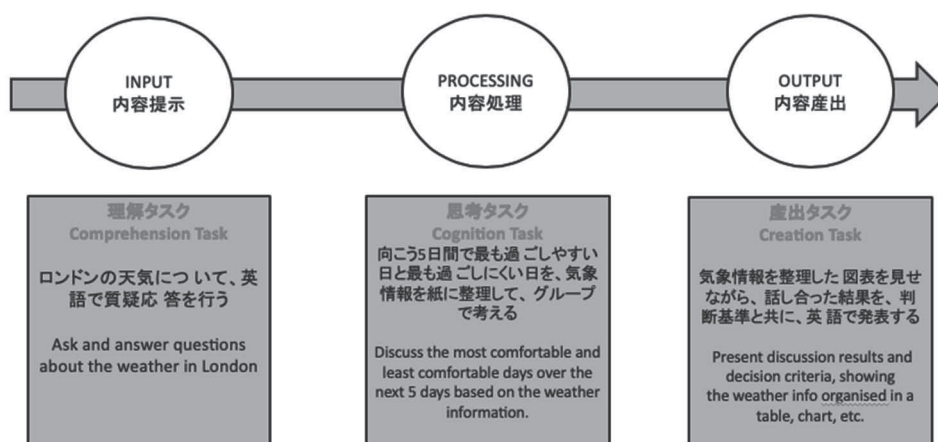 INPUT
内容提示
PROCESSING
内容処理
OUTPUT
内容産出
理解タスク
Comprehension Task
ロンドンの天気につ いて、英
語で質疑応 答を行う
Ask and answer questions
about the weather in London
思考タスク
Cognition Task
向こう5日間で最も過 ごしやすい
日と最も過 ごしにくい日を、気象
情報を紙に整理して、グループ
で考える
Discuss the most comfortable and
least comfortable days over the
next 5 days based on the weather
information.
産出タスク
Creation Task
気象情報を整理した 図表を見せ
ながら、話し合った結果を、判
断基準と共に、英 語で発表する
Present discussion results and
decision criteria, showing
the weather info organised in a
table, chart, etc.